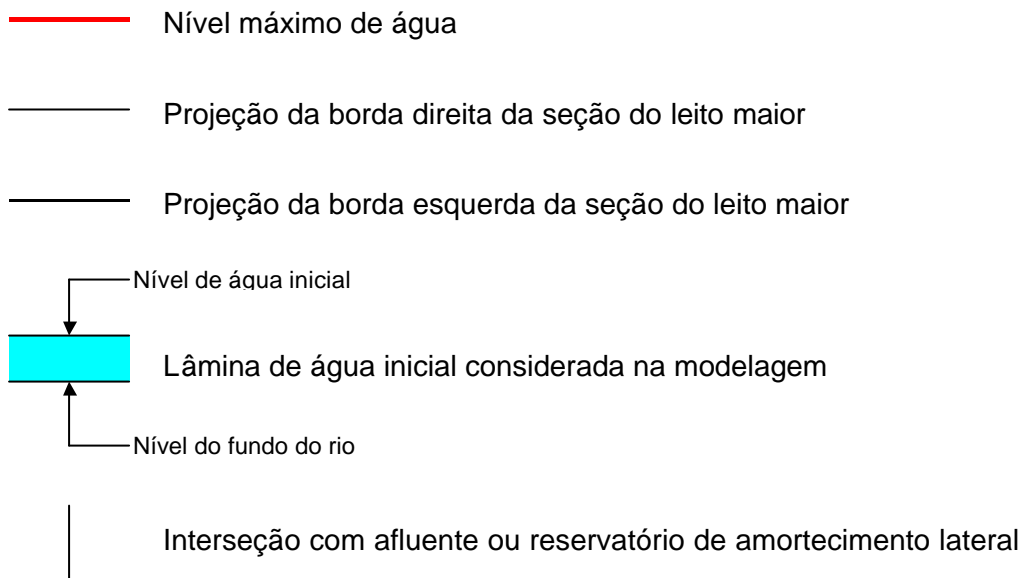 Nível máximo de água
Projeção da borda direita da seção do leito maior
Projeção da borda esquerda da seção do leito maior
Nível de água inicial
Lâmina de água inicial considerada na modelagem
Nível do fundo do rio
Interseção com afluente ou reservatório de amortecimento lateral